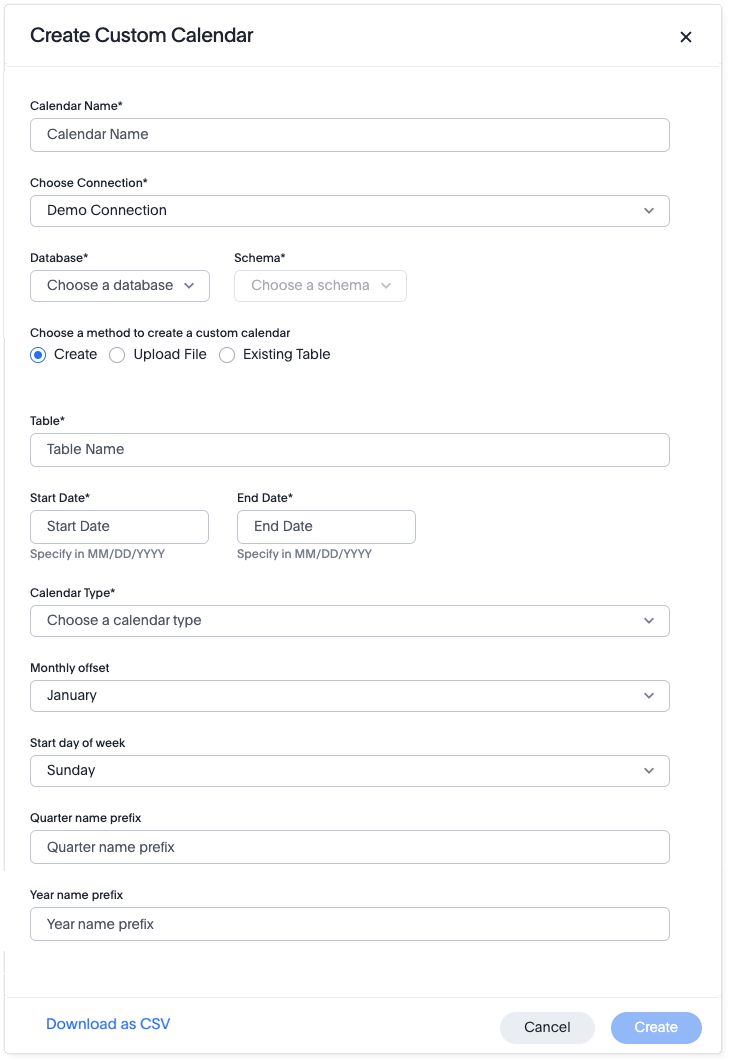 Create Custom Calendar
Calendar Name*
Calendar Name
Choose Connection*
Demo Connection
Database* Schema*
Choose a database Choose a schema
Choose a method to create a custom calendar
Create Upload File Existing Table
Table*
Table Name
Start Date* End Date*
Start Date End Date
Specify in MM/DD/YYYY Specify in MM/DD/YYYY
Calendar Type*
Choose a calendar type
Monthly offset
January
Start day of week
Sunday
Quarter name prefix
Quarter name prefix
Year name prefix
Year name prefix
Download as CSV Cancel Create